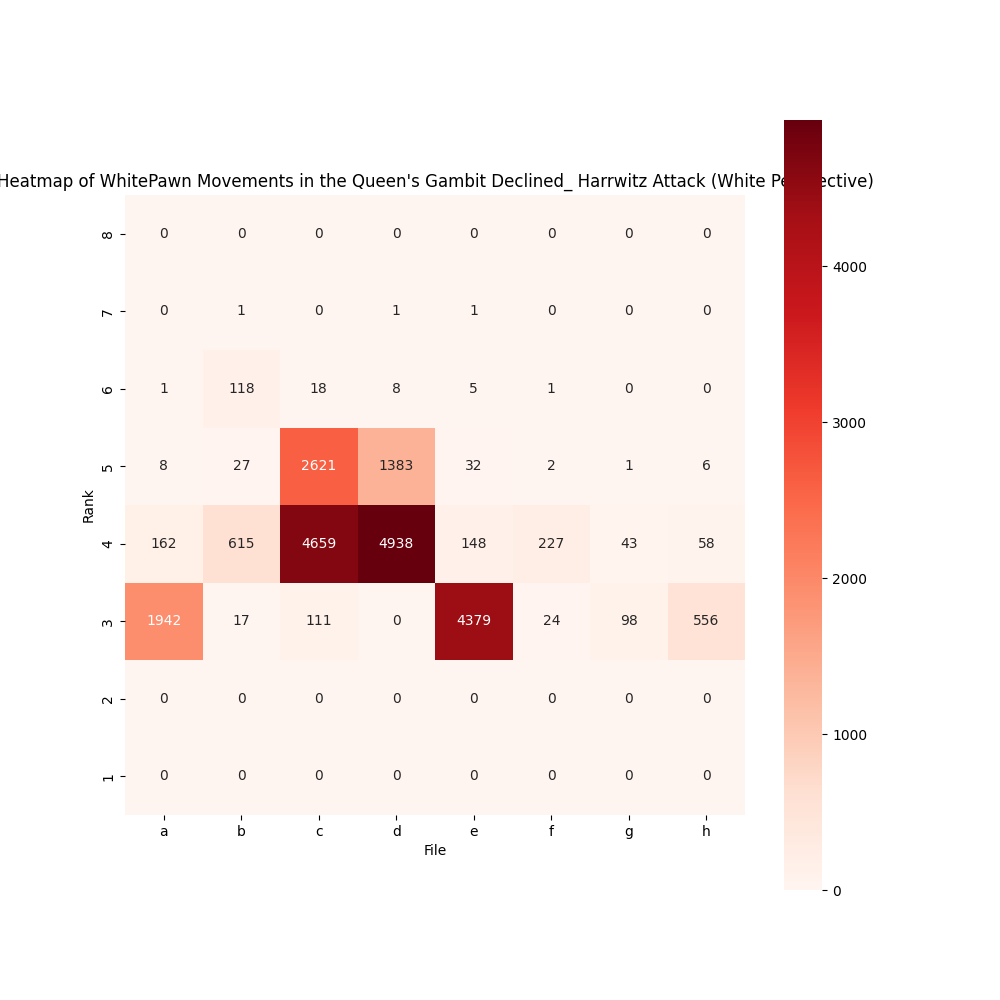 Heatmap of WhitePawn Movements in the Queen's Gambit Declined_ Harrwitz Attack (White Pe ective)
8 0 0 0 0 0 0 0 0
4000
7 0 1 0 1 1 0 0 0
6 1 118 18 8 5 1 0 0
3000
5 8 27 2621 1383 32 2 1 6
Rank
4 162 615 4659 4938 148 227 43 58
2000
3 1942 17 111 0 4379 24 98 556
2 0 0 0 0 0 0 0 0
1000
1 0 0 0 0 0 0 0 0
a b c d e f g h
File
0